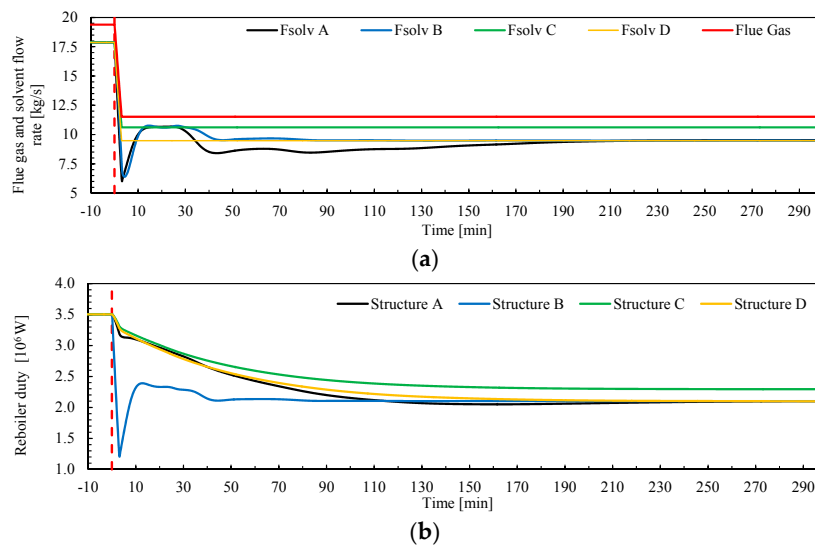 Fsolv A Fsolv B Fsolv C Fsolv D Flue Gas
Flue gas and solvent flow
rate [kg/s]
20.0
17.5
15.0
12.5
10
7.5
5
-10 10 30 50 70 90 110 130 150 170 190 210 230 250 270 290
Time [min]
(a)
Structure A Structure B Structure C Structure D
Reboiler duty [10⁶ W]
4.0
3.5
3.0
2.5
2.0
1.5
1.0
-10 10 30 50 70 90 110 130 150 170 190 210 230 250 270 290
Time [min]
(b)